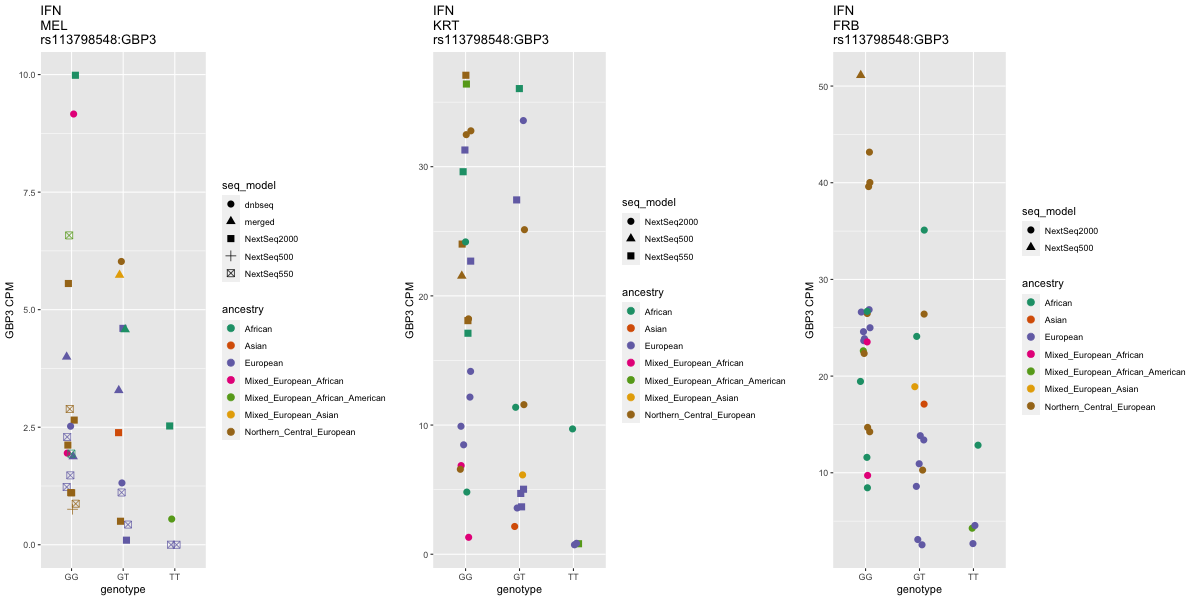 IFN
MEL
rs113798548:GBP3
GBP3 CPM
10.0
7.5
5.0
2.5
0.0
GG
GT
TT
genotype
seq_model
dnbseq
merged
NextSeq2000
NextSeq500
NextSeq550
ancestry
African
Asian
European
Mixed_European_African
Mixed_European_African_American
Mixed_European_Asian
Northern_Central_European
IFN
KRT
rs113798548:GBP3
GBP3 CPM
30
20
10
0
GG
GT
TT
genotype
seq_model
NextSeq2000
NextSeq500
NextSeq550
ancestry
African
Asian
European
Mixed_European_African
Mixed_European_African_American
Mixed_European_Asian
Northern_Central_European
IFN
FRB
rs113798548:GBP3
GBP3 CPM
50
40
30
20
10
GG
GT
TT
genotype
seq_model
NextSeq2000
NextSeq500
ancestry
African
Asian
European
Mixed_European_African
Mixed_European_African_American
Mixed_European_Asian
Northern_Central_European